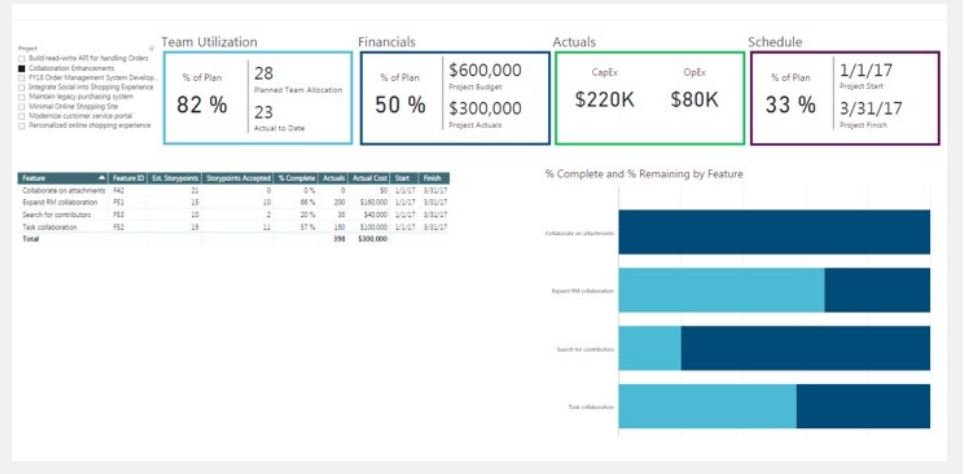 Project
Build read-write API for handling Orders
Collaboration Enhancements
FY18 Order Management System Develop...
Integrate Social into Shopping Experience
Maintain legacy purchasing system
Minimal Online Shopping Site
Modernize customer service portal
Personalized online shopping experience
Team Utilization
% of Plan
82 %
28
Planned Team Allocation
23
Actual to Date
Financials
% of Plan
50 %
$600,000
Project Budget
$300,000
Project Actuals
Actuals
CapEx
$220K
OpEx
$80K
Schedule
% of Plan
33 %
1/1/17
Project Start
3/31/17
Project Finish
Feature Feature ID Est. Storypoints Storypoints Accepted % Complete Actuals Actual Cost Start Finish
Collaborate on attachments F42 21 0 0 % 0 $0 1/1/17 3/31/17
Expand RM collaboration F51 15 10 66 % 200 $160,000 1/1/17 3/31/17
Search for contributors F53 10 2 20 % 38 $40,000 1/1/17 3/31/17
Task collaboration F52 19 11 57 % 160 $100,000 1/1/17 3/31/17
Total 398 $300,000
% Complete and % Remaining by Feature
Collaborate on attachments
Expand RM collaboration
Search for contributors
Task collaboration